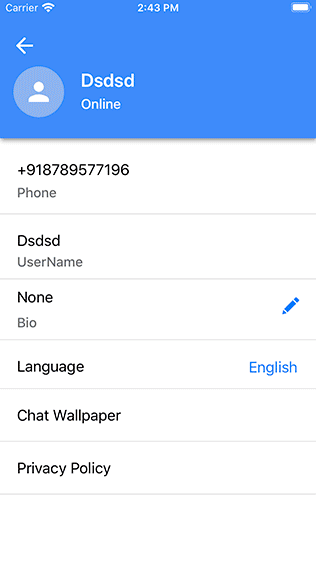 Carrier 2:43 PM
Dsdsd
Online
+918789577196
Phone
Dsdsd
UserName
None
Bio
Language English
Chat Wallpaper
Privacy Policy